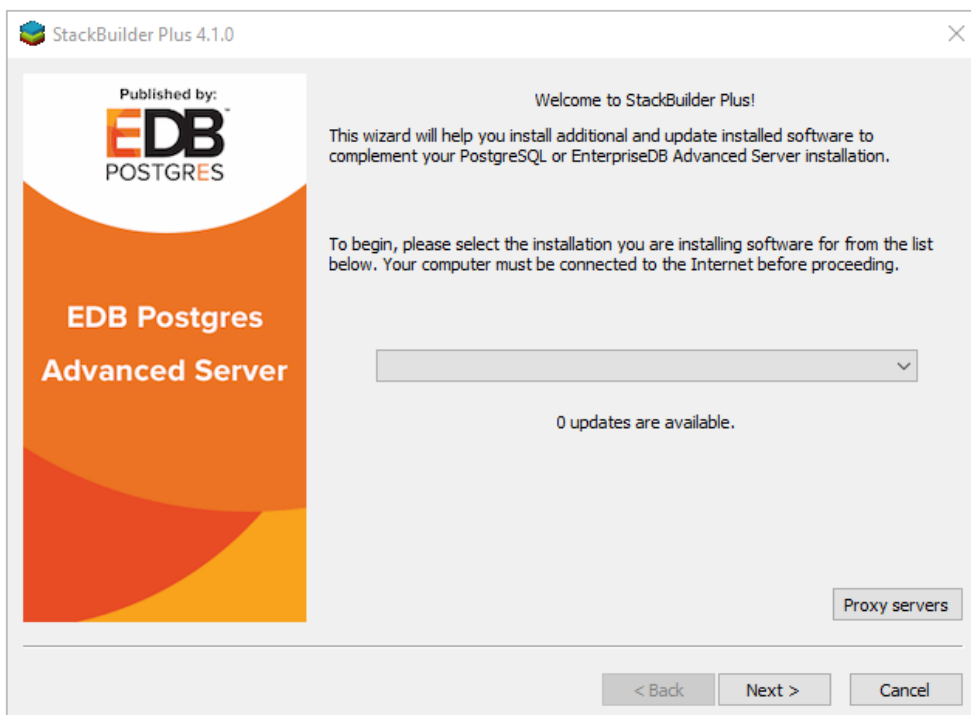 StackBuilder Plus 4.1.0
Published by:
EDB™
POSTGRES
EDB Postgres
Advanced Server
Welcome to StackBuilder Plus!
This wizard will help you install additional and update installed software to
complement your PostgreSQL or EnterpriseDB Advanced Server installation.
To begin, please select the installation you are installing software for from the list
below. Your computer must be connected to the Internet before proceeding.
0 updates are available.
Proxy servers
< Back
Next >
Cancel